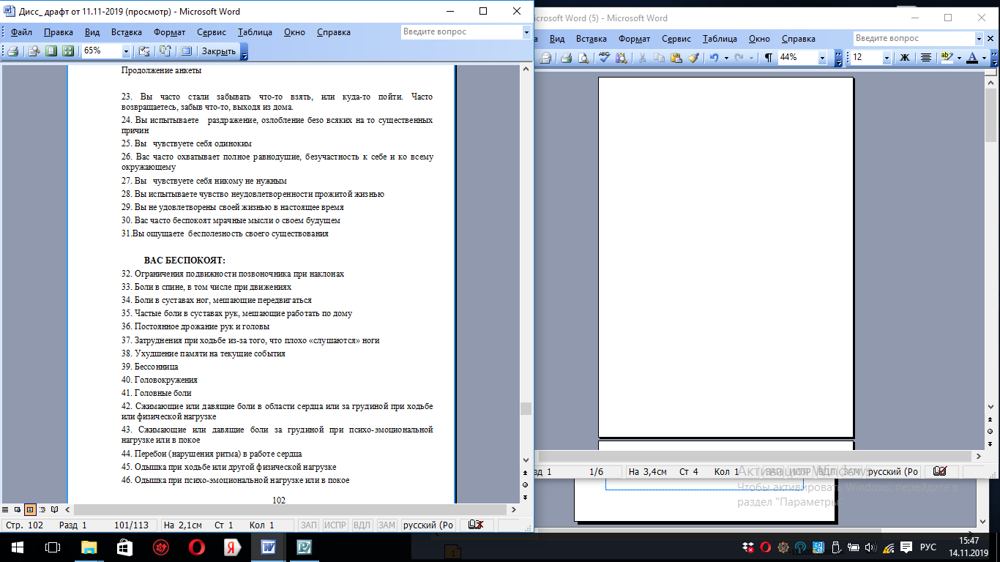 Дисс_ драфт от 11.11-2019 (просмотр) - Microsoft Word
Файл Правка Вид Вставка Формат Сервис Таблица Окно Справка
Введите вопрос
65% Закрыть
Продолжение анкеты
23. Вы часто стали забывать что-то взять, или куда-то пойти. Часто
возвращаетесь, забыв что-то, выходя из дома.
24. Вы испытываете раздражение, озлобление безо всяких на то существенных
причин
25. Вы чувствуете себя одиноким
26. Вас часто охватывает полное равнодушие, безучастность к себе и ко всему
окружающему
27. Вы чувствуете себя никому не нужным
28. Вы испытываете чувство неудовлетворенности прожитой жизнью
29. Вы не удовлетворены своей жизнью в настоящее время
30. Вас часто беспокоят мрачные мысли о своем будущем
31.Вы ощущаете бесполезность своего существования
ВАС БЕСПОКОЯТ:
32. Ограничения подвижности позвоночника при наклонах
33. Боли в спине, в том числе при движениях
34. Боли в суставах ног, мешающие передвигаться
35. Частые боли в суставах рук, мешающие работать по дому
36. Постоянное дрожание рук и головы
37. Затруднения при ходьбе из-за того, что плохо «слушаются» ноги
38. Ухудшение памяти на текущие события
39. Бессонница
40. Головокружения
41. Головные боли
42. Сжимающие или давящие боли в области сердца или за грудиной при ходьбе
или физической нагрузке
43. Сжимающие или давящие боли за грудиной при психо-эмоциональной
нагрузке или в покое
44. Перебои (нарушения ритма) в работе сердца
45. Одышка при ходьбе или другой физической нагрузке
46. Одышка при психо-эмоциональной нагрузке или в покое
102
Стр. 102 Разд 1 101/113 На 2,1см Ст 1 Кол 1 ЗАП ИСПР ВДЛ ЗАМ русский (Ро
icrosoft Word (5) - Microsoft Word
а Вид Вставка Формат Сервис Таблица Окно Справка
Введите вопрос
44% 12 Ж А
зд 1 1/6 На 3,4см Ст 4 Кол 1 ЗАП ИСПР ВДЛ ЗАМ русский (Ро
Активация Windows
Чтобы активировать Windows, перейдите в
раздел "Параметры".
1
РУС
15:47
14.11.2019